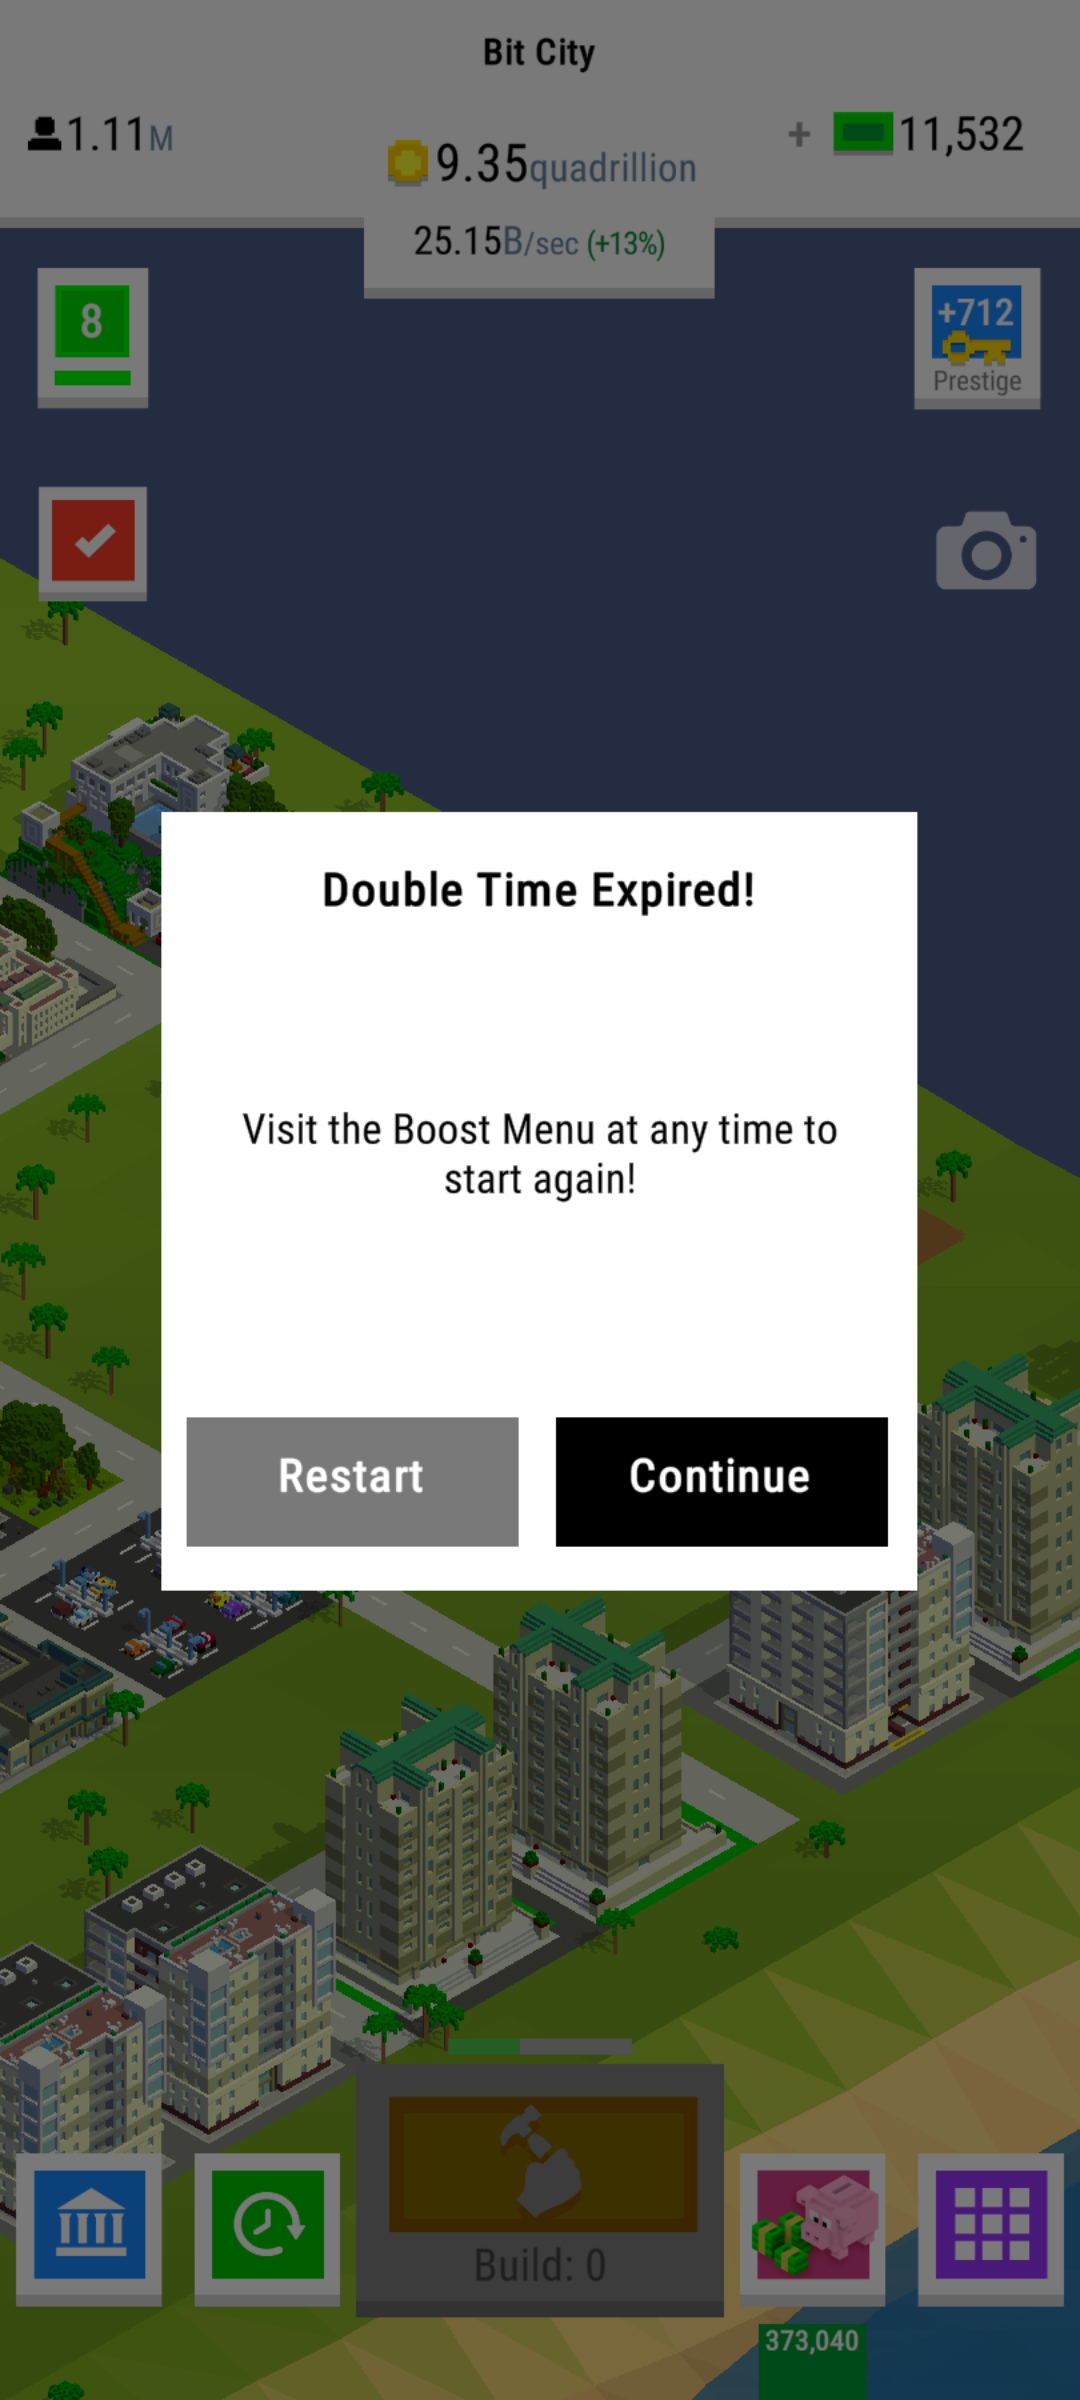 Bit City
1.11M
9.35quadrillion
+ 11,532
25.15B/sec (+13%)
8
+712
Prestige
Double Time Expired!
Visit the Boost Menu at any time to
start again!
Restart
Continue
Build: 0
373,040